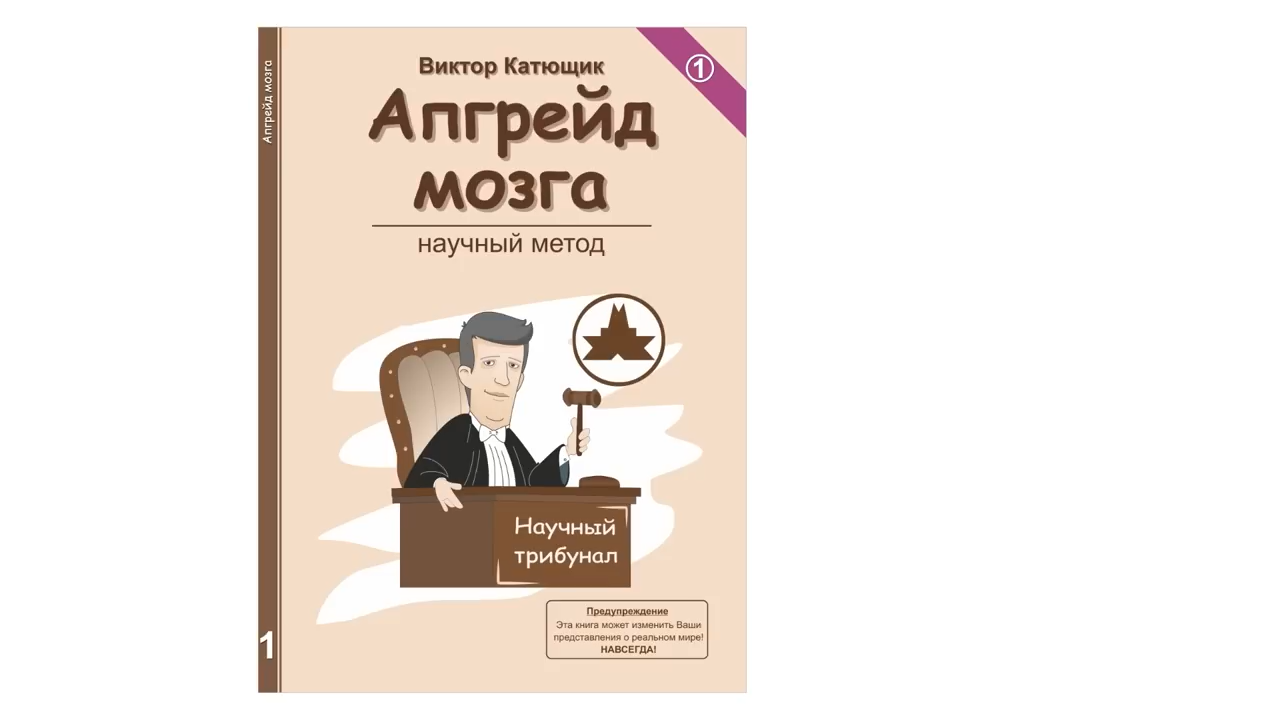 Апгрейд мозга
1
Виктор Катющик
1
Апгрейд
мозга
научный метод
Научный
трибунал
Предупреждение
Эта книга может изменить Ваши
представления о реальном мире!
НАВСЕГДА!